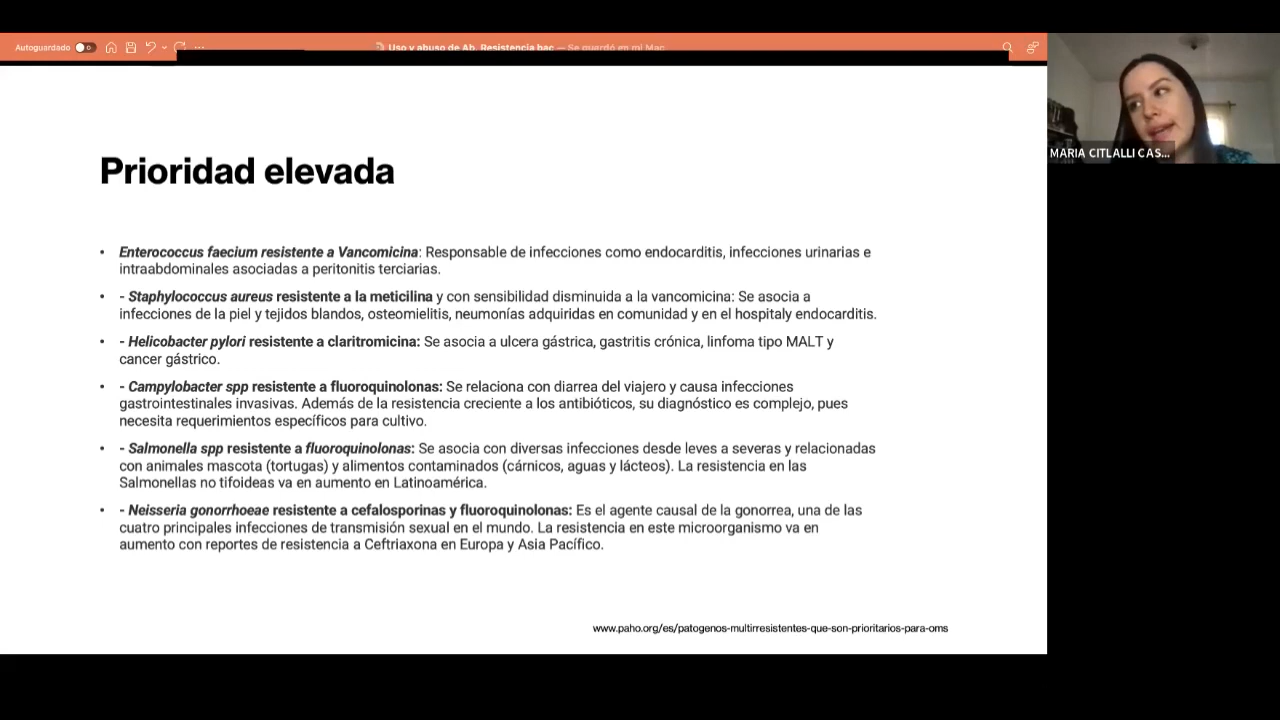 Autoguardado
Uso y abuso de Ab. Resistencia bac — Se guardó en mi Mac
MARIA CITLALLI CAS...
Prioridad elevada
• Enterococcus faecium resistente a Vancomicina: Responsable de infecciones como endocarditis, infecciones urinarias e
intraabdominales asociadas a peritonitis terciarias.
• - Staphylococcus aureus resistente a la meticilina y con sensibilidad disminuida a la vancomicina: Se asocia a
infecciones de la piel y tejidos blandos, osteomielitis, neumonías adquiridas en comunidad y en el hospitaly endocarditis.
• - Helicobacter pylori resistente a claritromicina: Se asocia a ulcera gástrica, gastritis crónica, linfoma tipo MALT y
cancer gástrico.
• - Campylobacter spp resistente a fluoroquinolonas: Se relaciona con diarrea del viajero y causa infecciones
gastrointestinales invasivas. Además de la resistencia creciente a los antibióticos, su diagnóstico es complejo, pues
necesita requerimientos específicos para cultivo.
• - Salmonella spp resistente a fluoroquinolonas: Se asocia con diversas infecciones desde leves a severas y relacionadas
con animales mascota (tortugas) y alimentos contaminados (cárnicos, aguas y lácteos). La resistencia en las
Salmonellas no tifoideas va en aumento en Latinoamérica.
• - Neisseria gonorrhoeae resistente a cefalosporinas y fluoroquinolonas: Es el agente causal de la gonorrea, una de las
cuatro principales infecciones de transmisión sexual en el mundo. La resistencia en este microorganismo va en
aumento con reportes de resistencia a Ceftriaxona en Europa y Asia Pacífico.
www.paho.org/es/patogenos-multirresistentes-que-son-prioritarios-para-oms